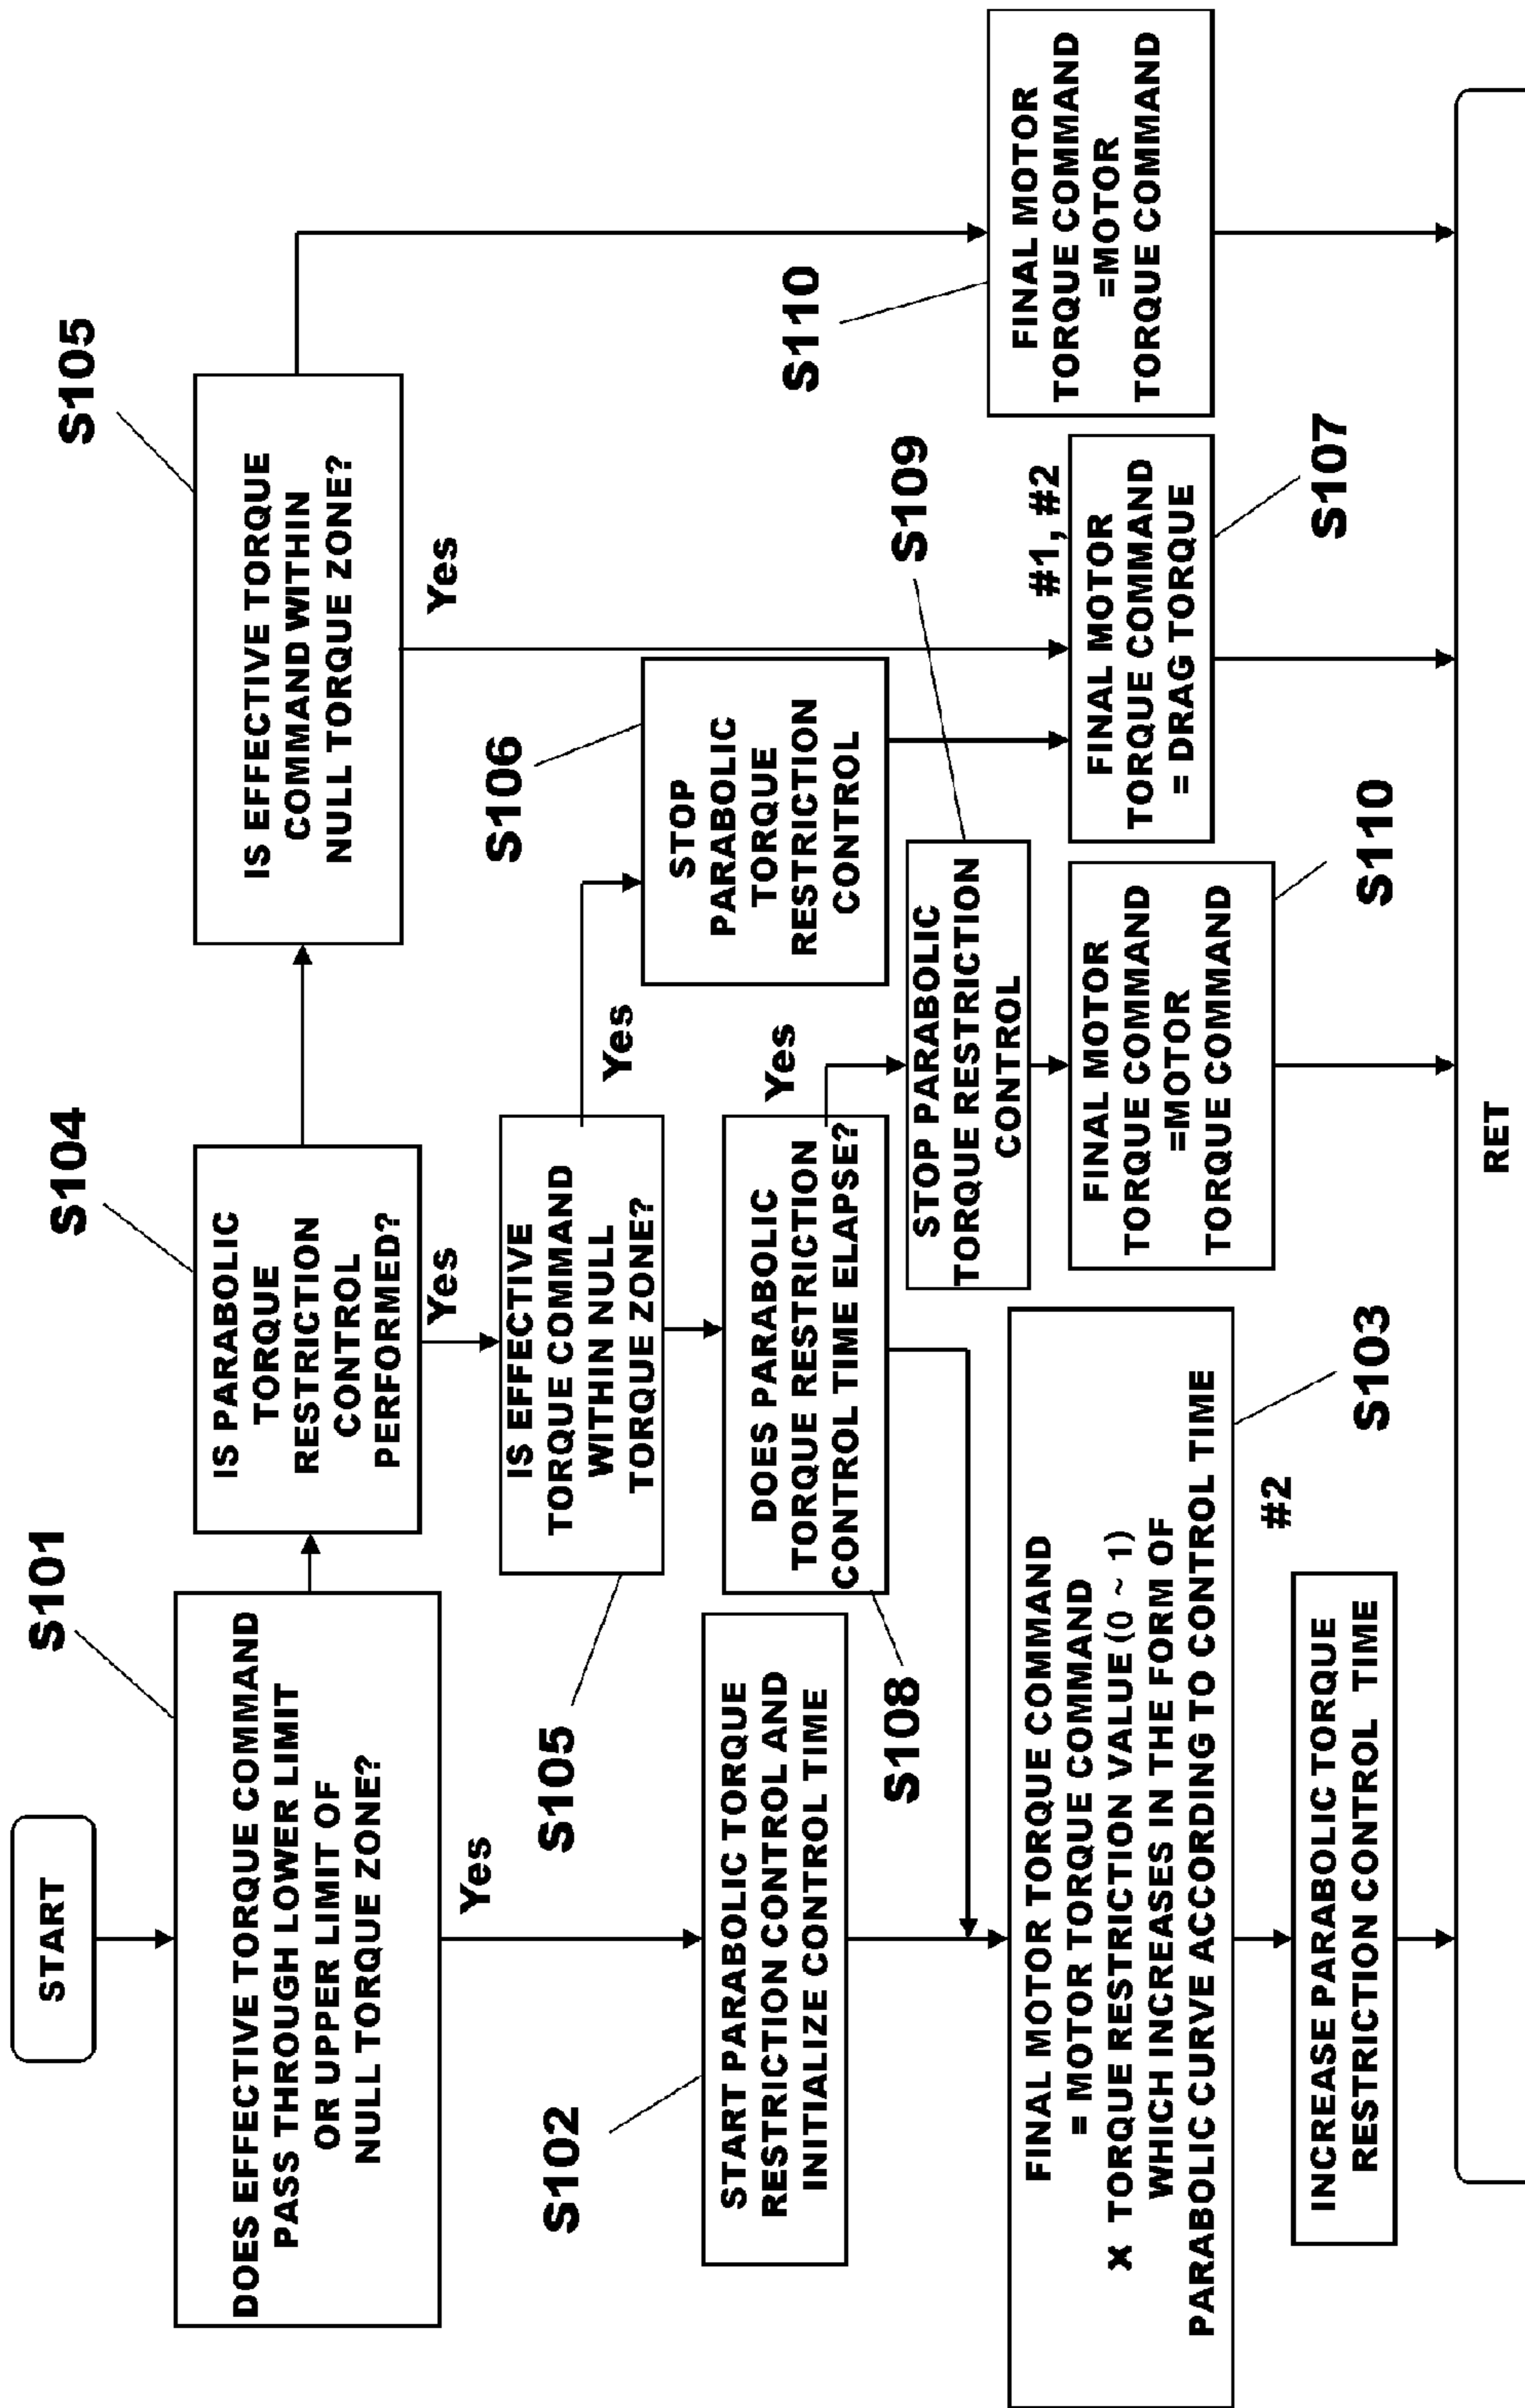 START
S101
DOES EFFECTIVE TORQUE COMMAND
PASS THROUGH LOWER LIMIT
OR UPPER LIMIT OF
NULL TORQUE ZONE?
Yes
S104
IS PARABOLIC
TORQUE
RESTRICTION
CONTROL
PERFORMED?
Yes
S105
IS EFFECTIVE TORQUE
COMMAND WITHIN
NULL TORQUE ZONE?
Yes
S105
IS EFFECTIVE
TORQUE COMMAND
WITHIN NULL
TORQUE ZONE?
Yes
S106
STOP
PARABOLIC
TORQUE
RESTRICTION
CONTROL
S102
START PARABOLIC TORQUE
RESTRICTION CONTROL AND
INITIALIZE CONTROL TIME
S108
DOES PARABOLIC
TORQUE RESTRICTION
CONTROL TIME ELAPSE?
Yes
S109
STOP PARABOLIC
TORQUE RESTRICTION
CONTROL
FINAL MOTOR TORQUE COMMAND
= MOTOR TORQUE COMMAND
X TORQUE RESTRICTION VALUE (0 ~ 1)
WHICH INCREASES IN THE FORM OF
PARABOLIC CURVE ACCORDING TO CONTROL TIME
S103
#2
FINAL MOTOR
TORQUE COMMAND
=MOTOR
TORQUE COMMAND
S110
#1, #2
FINAL MOTOR
TORQUE COMMAND
= DRAG TORQUE
S107
S110
FINAL MOTOR
TORQUE COMMAND
=MOTOR
TORQUE COMMAND
INCREASE PARABOLIC TORQUE
RESTRICTION CONTROL TIME
RET